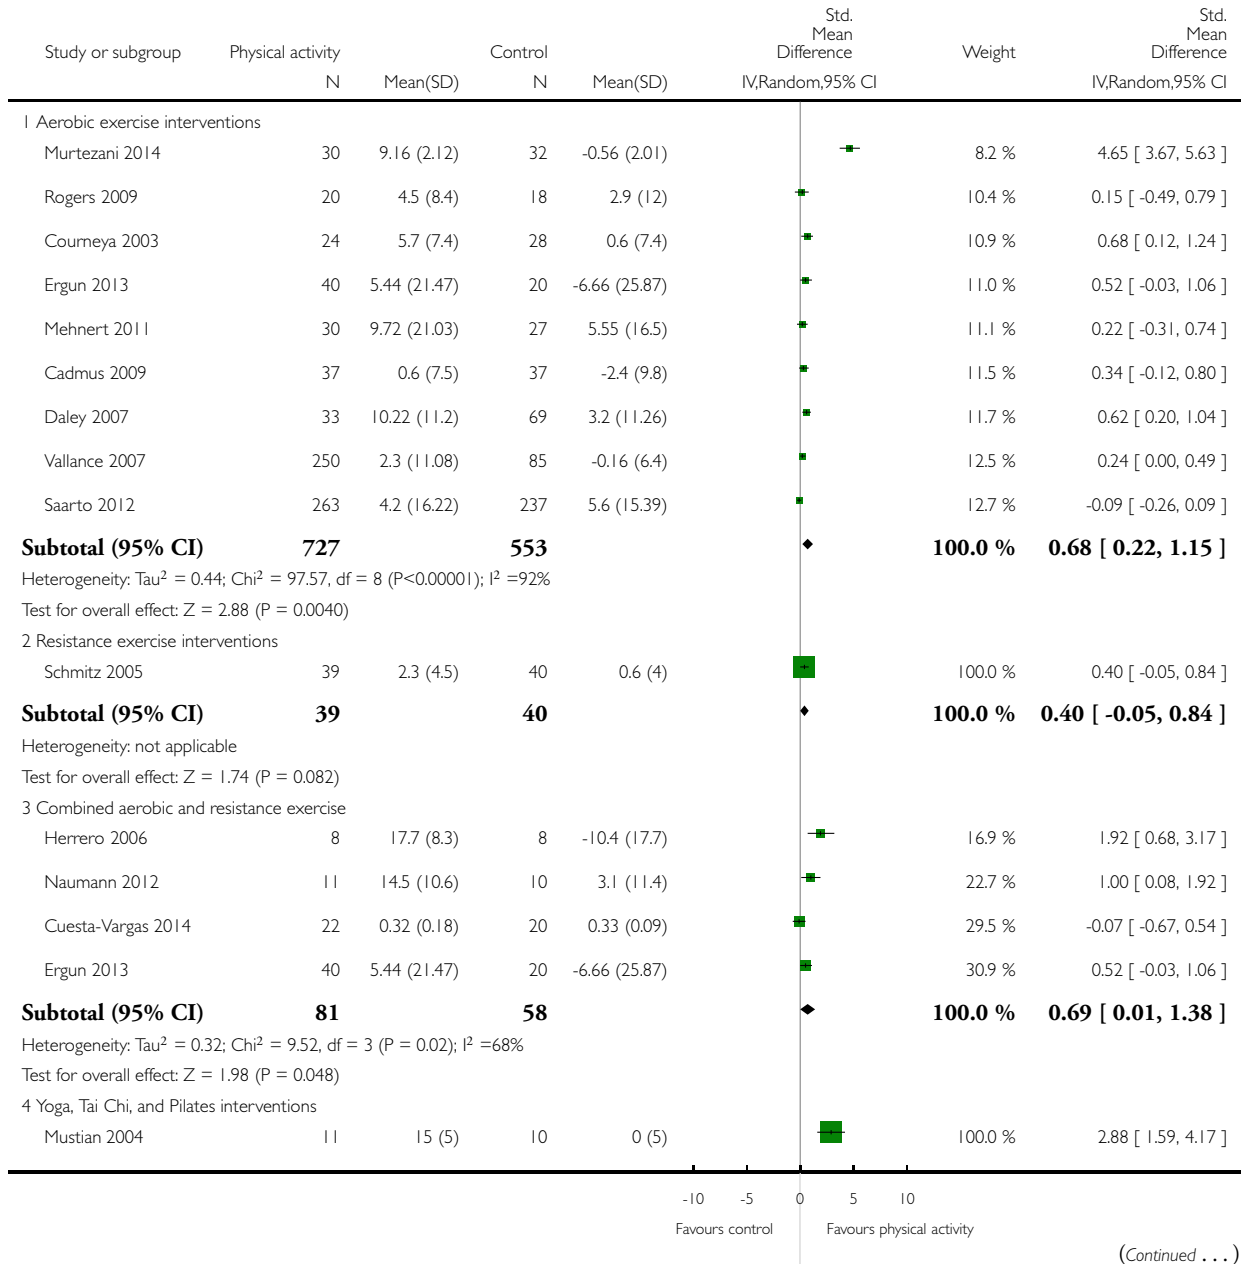 Std. Mean Difference Std. Mean Difference
Study or subgroup Physical activity Control Weight
N Mean(SD) N Mean(SD) IV,Random,95% CI IV,Random,95% CI
1 Aerobic exercise interventions
Murtezani 2014 30 9.16 (2.12) 32 -0.56 (2.01) 8.2 % 4.65 [ 3.67, 5.63 ]
Rogers 2009 20 4.5 (8.4) 18 2.9 (12) 10.4 % 0.15 [ -0.49, 0.79 ]
Courneya 2003 24 5.7 (7.4) 28 0.6 (7.4) 10.9 % 0.68 [ 0.12, 1.24 ]
Ergun 2013 40 5.44 (21.47) 20 -6.66 (25.87) 11.0 % 0.52 [ -0.03, 1.06 ]
Mehnert 2011 30 9.72 (21.03) 27 5.55 (16.5) 11.1 % 0.22 [ -0.31, 0.74 ]
Cadmus 2009 37 0.6 (7.5) 37 -2.4 (9.8) 11.5 % 0.34 [ -0.12, 0.80 ]
Daley 2007 33 10.22 (11.2) 69 3.2 (11.26) 11.7 % 0.62 [ 0.20, 1.04 ]
Vallance 2007 250 2.3 (11.08) 85 -0.16 (6.4) 12.5 % 0.24 [ 0.00, 0.49 ]
Saarto 2012 263 4.2 (16.22) 237 5.6 (15.39) 12.7 % -0.09 [ -0.26, 0.09 ]
Subtotal (95% CI) 727 553 100.0 % 0.68 [ 0.22, 1.15 ]
Heterogeneity: Tau² = 0.44; Chi² = 97.57, df = 8 (P<0.00001); I² =92%
Test for overall effect: Z = 2.88 (P = 0.0040)
2 Resistance exercise interventions
Schmitz 2005 39 2.3 (4.5) 40 0.6 (4) 100.0 % 0.40 [ -0.05, 0.84 ]
Subtotal (95% CI) 39 40 100.0 % 0.40 [ -0.05, 0.84 ]
Heterogeneity: not applicable
Test for overall effect: Z = 1.74 (P = 0.082)
3 Combined aerobic and resistance exercise
Herrero 2006 8 17.7 (8.3) 8 -10.4 (17.7) 16.9 % 1.92 [ 0.68, 3.17 ]
Naumann 2012 11 14.5 (10.6) 10 3.1 (11.4) 22.7 % 1.00 [ 0.08, 1.92 ]
Cuesta-Vargas 2014 22 0.32 (0.18) 20 0.33 (0.09) 29.5 % -0.07 [ -0.67, 0.54 ]
Ergun 2013 40 5.44 (21.47) 20 -6.66 (25.87) 30.9 % 0.52 [ -0.03, 1.06 ]
Subtotal (95% CI) 81 58 100.0 % 0.69 [ 0.01, 1.38 ]
Heterogeneity: Tau² = 0.32; Chi² = 9.52, df = 3 (P = 0.02); I² =68%
Test for overall effect: Z = 1.98 (P = 0.048)
4 Yoga, Tai Chi, and Pilates interventions
Mustian 2004 11 15 (5) 10 0 (5) 100.0 % 2.88 [ 1.59, 4.17 ]
-10 -5 0 5 10
Favours control Favours physical activity
(Continued . . . )